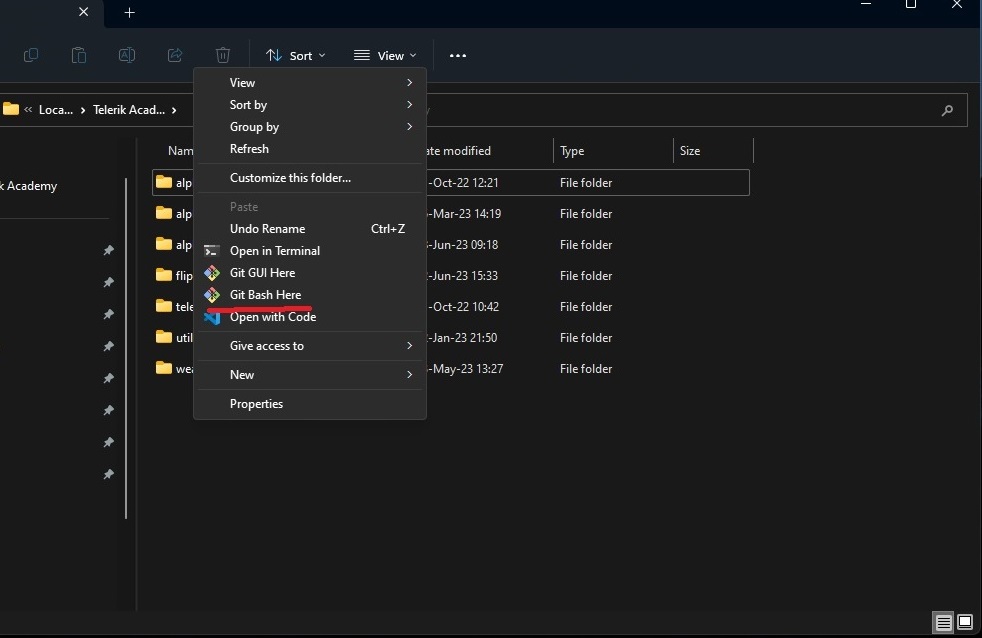 Sort View
View
Loca... Telerik Acad...
Sort by
Group by
Refresh
Nam ate modified Type Size
Customize this folder...
k Academy
alp -Oct-22 12:21 File folder
Paste
alp -Mar-23 14:19 File folder
Undo Rename Ctrl+Z
alp -Jun-23 09:18 File folder
Open in Terminal
flip -Jun-23 15:33 File folder
Git GUI Here
Git Bash Here
tele -Oct-22 10:42 File folder
Open with Code
util -Jan-23 21:50 File folder
Give access to
wea -May-23 13:27 File folder
New
Properties